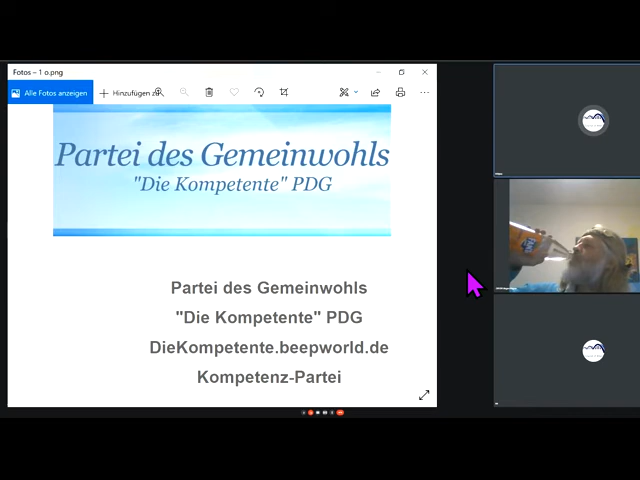 Fotos – 1 o.png
Alle Fotos anzeigen
Hinzufügen zu
Partei des Gemeinwohls
"Die Kompetente" PDG
Partei des Gemeinwohls
"Die Kompetente" PDG
DieKompetente.beepworld.de
Kompetenz-Partei